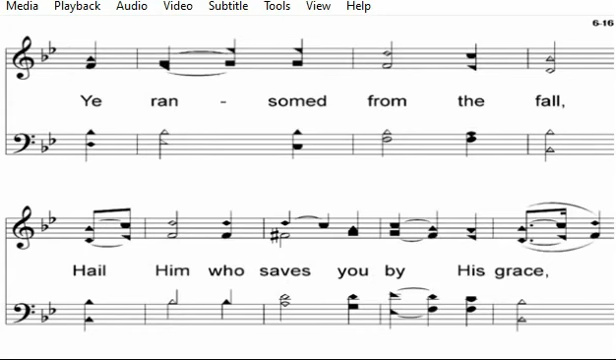 Media Playback Audio Video Subtitle Tools View Help
6-16
Ye ran - somed from the fall,
Hail Him who saves you by His grace,